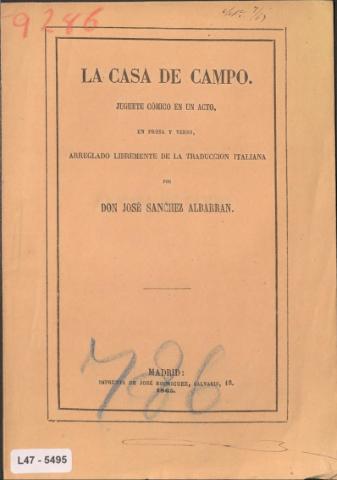 9286
LA CASA DE CAMPO.
JUGUETE CÓMICO EN UN ACTO,
EN PROSA Y VERSO,
ARREGLADO LIBREMENTE DE LA TRADUCCION ITALIANA
POR
DON JOSÉ SANCHEZ ALBARRAN.
786
MADRID:
IMPRENTA DE JOSÉ RODRIGUEZ, CALVARIO, 18.
1865.
L47 - 5495